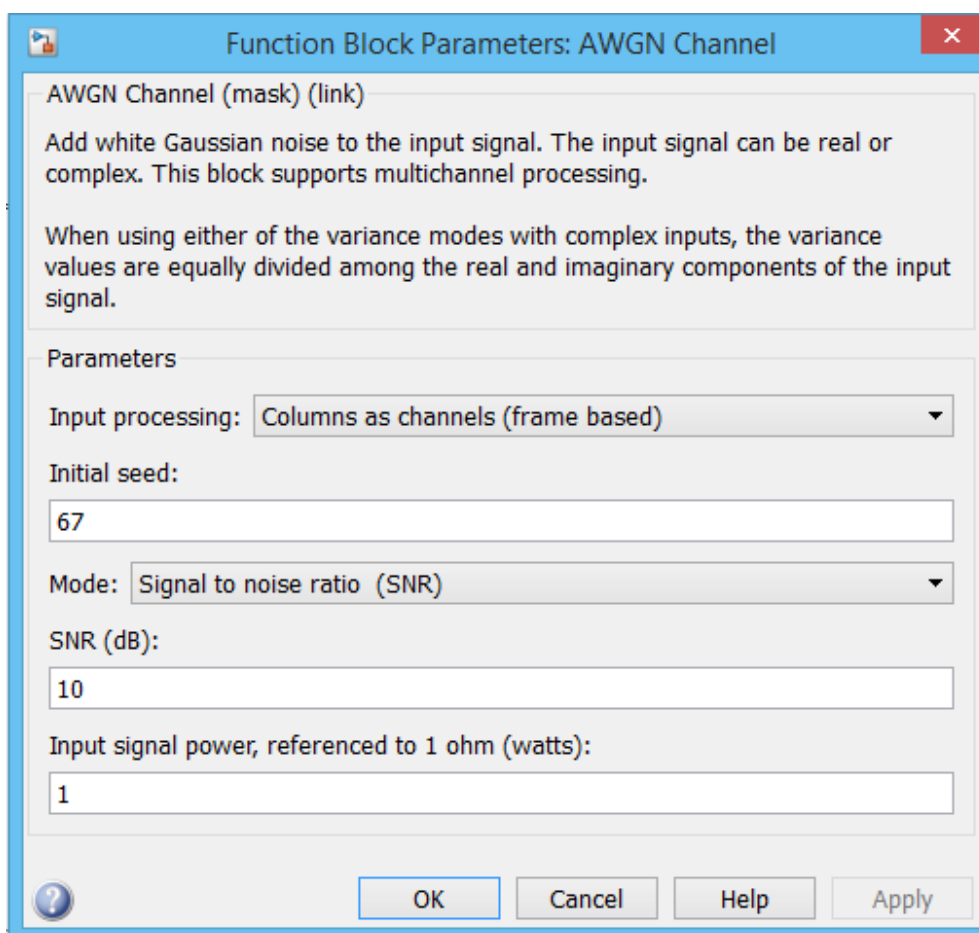 Function Block Parameters: AWGN Channel
AWGN Channel (mask) (link)
Add white Gaussian noise to the input signal. The input signal can be real or
complex. This block supports multichannel processing.
When using either of the variance modes with complex inputs, the variance
values are equally divided among the real and imaginary components of the input
signal.
Parameters
Input processing: Columns as channels (frame based)
Initial seed:
67
Mode: Signal to noise ratio (SNR)
SNR (dB):
10
Input signal power, referenced to 1 ohm (watts):
1
OK Cancel Help Apply